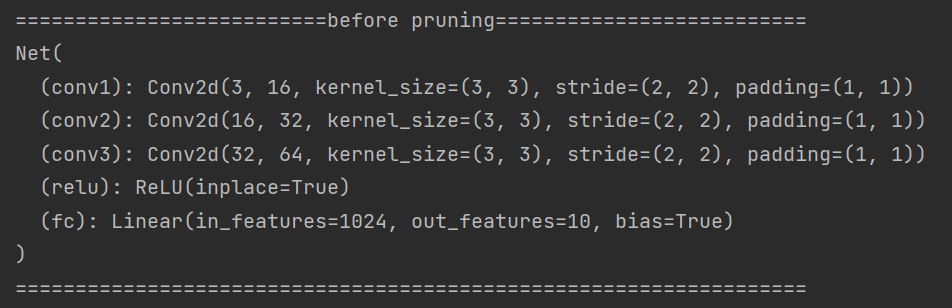 ==========================before pruning==========================
Net(
  (conv1): Conv2d(3, 16, kernel_size=(3, 3), stride=(2, 2), padding=(1, 1))
  (conv2): Conv2d(16, 32, kernel_size=(3, 3), stride=(2, 2), padding=(1, 1))
  (conv3): Conv2d(32, 64, kernel_size=(3, 3), stride=(2, 2), padding=(1, 1))
  (relu): ReLU(inplace=True)
  (fc): Linear(in_features=1024, out_features=10, bias=True)
)
==================================================================